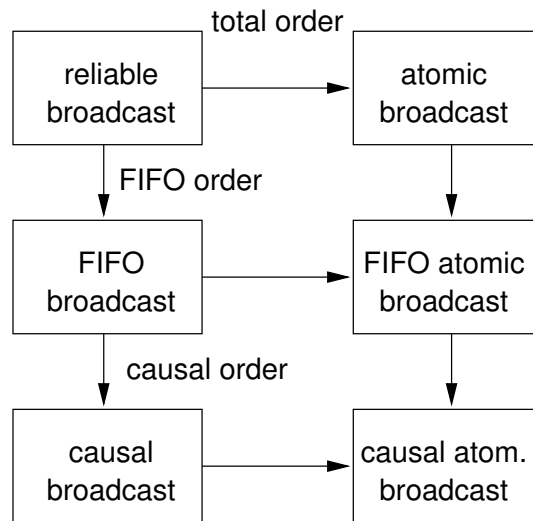 total order
reliable
broadcast
atomic
broadcast
FIFO order
FIFO
broadcast
FIFO atomic
broadcast
causal order
causal
broadcast
causal atom.
broadcast